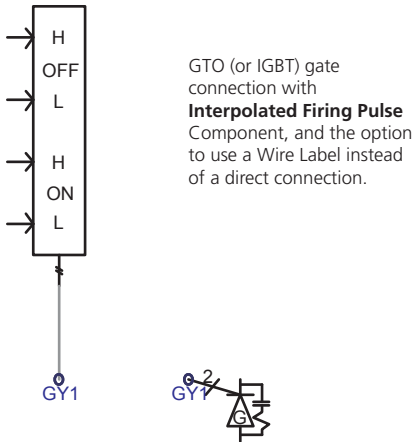 H
OFF
L
H
ON
L
GTO (or IGBT) gate
connection with
Interpolated Firing Pulse
Component, and the option
to use a Wire Label instead
of a direct connection.
GY1
GY1
2
G